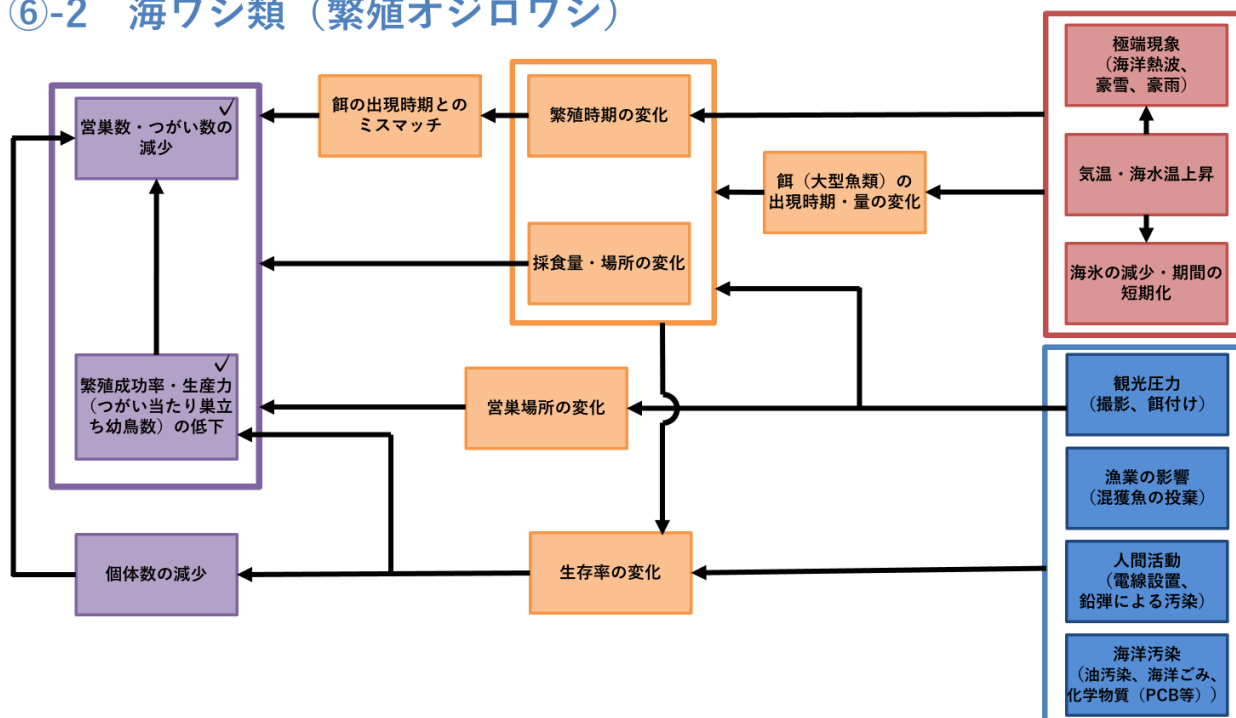 ⑥-2 海ワシ類（繁殖オジロワシ）
極端現象
（海洋熱波、
豪雪、豪雨）
営巣数・つがい数の
減少
✓
餌の出現時期との
ミスマッチ
繁殖時期の変化
気温・海水温上昇
餌（大型魚類）の
出現時期・量の変化
採食量・場所の変化
海氷の減少・期間の
短期化
繁殖成功率・生産力
（つがい当たり巣立
ち幼鳥数）の低下
✓
営巣場所の変化
観光圧力
（撮影、餌付け）
漁業の影響
（混獲魚の投棄）
個体数の減少
生存率の変化
人間活動
（電線設置、
鉛弾による汚染）
海洋汚染
（油汚染、海洋ごみ、
化学物質（PCB等））